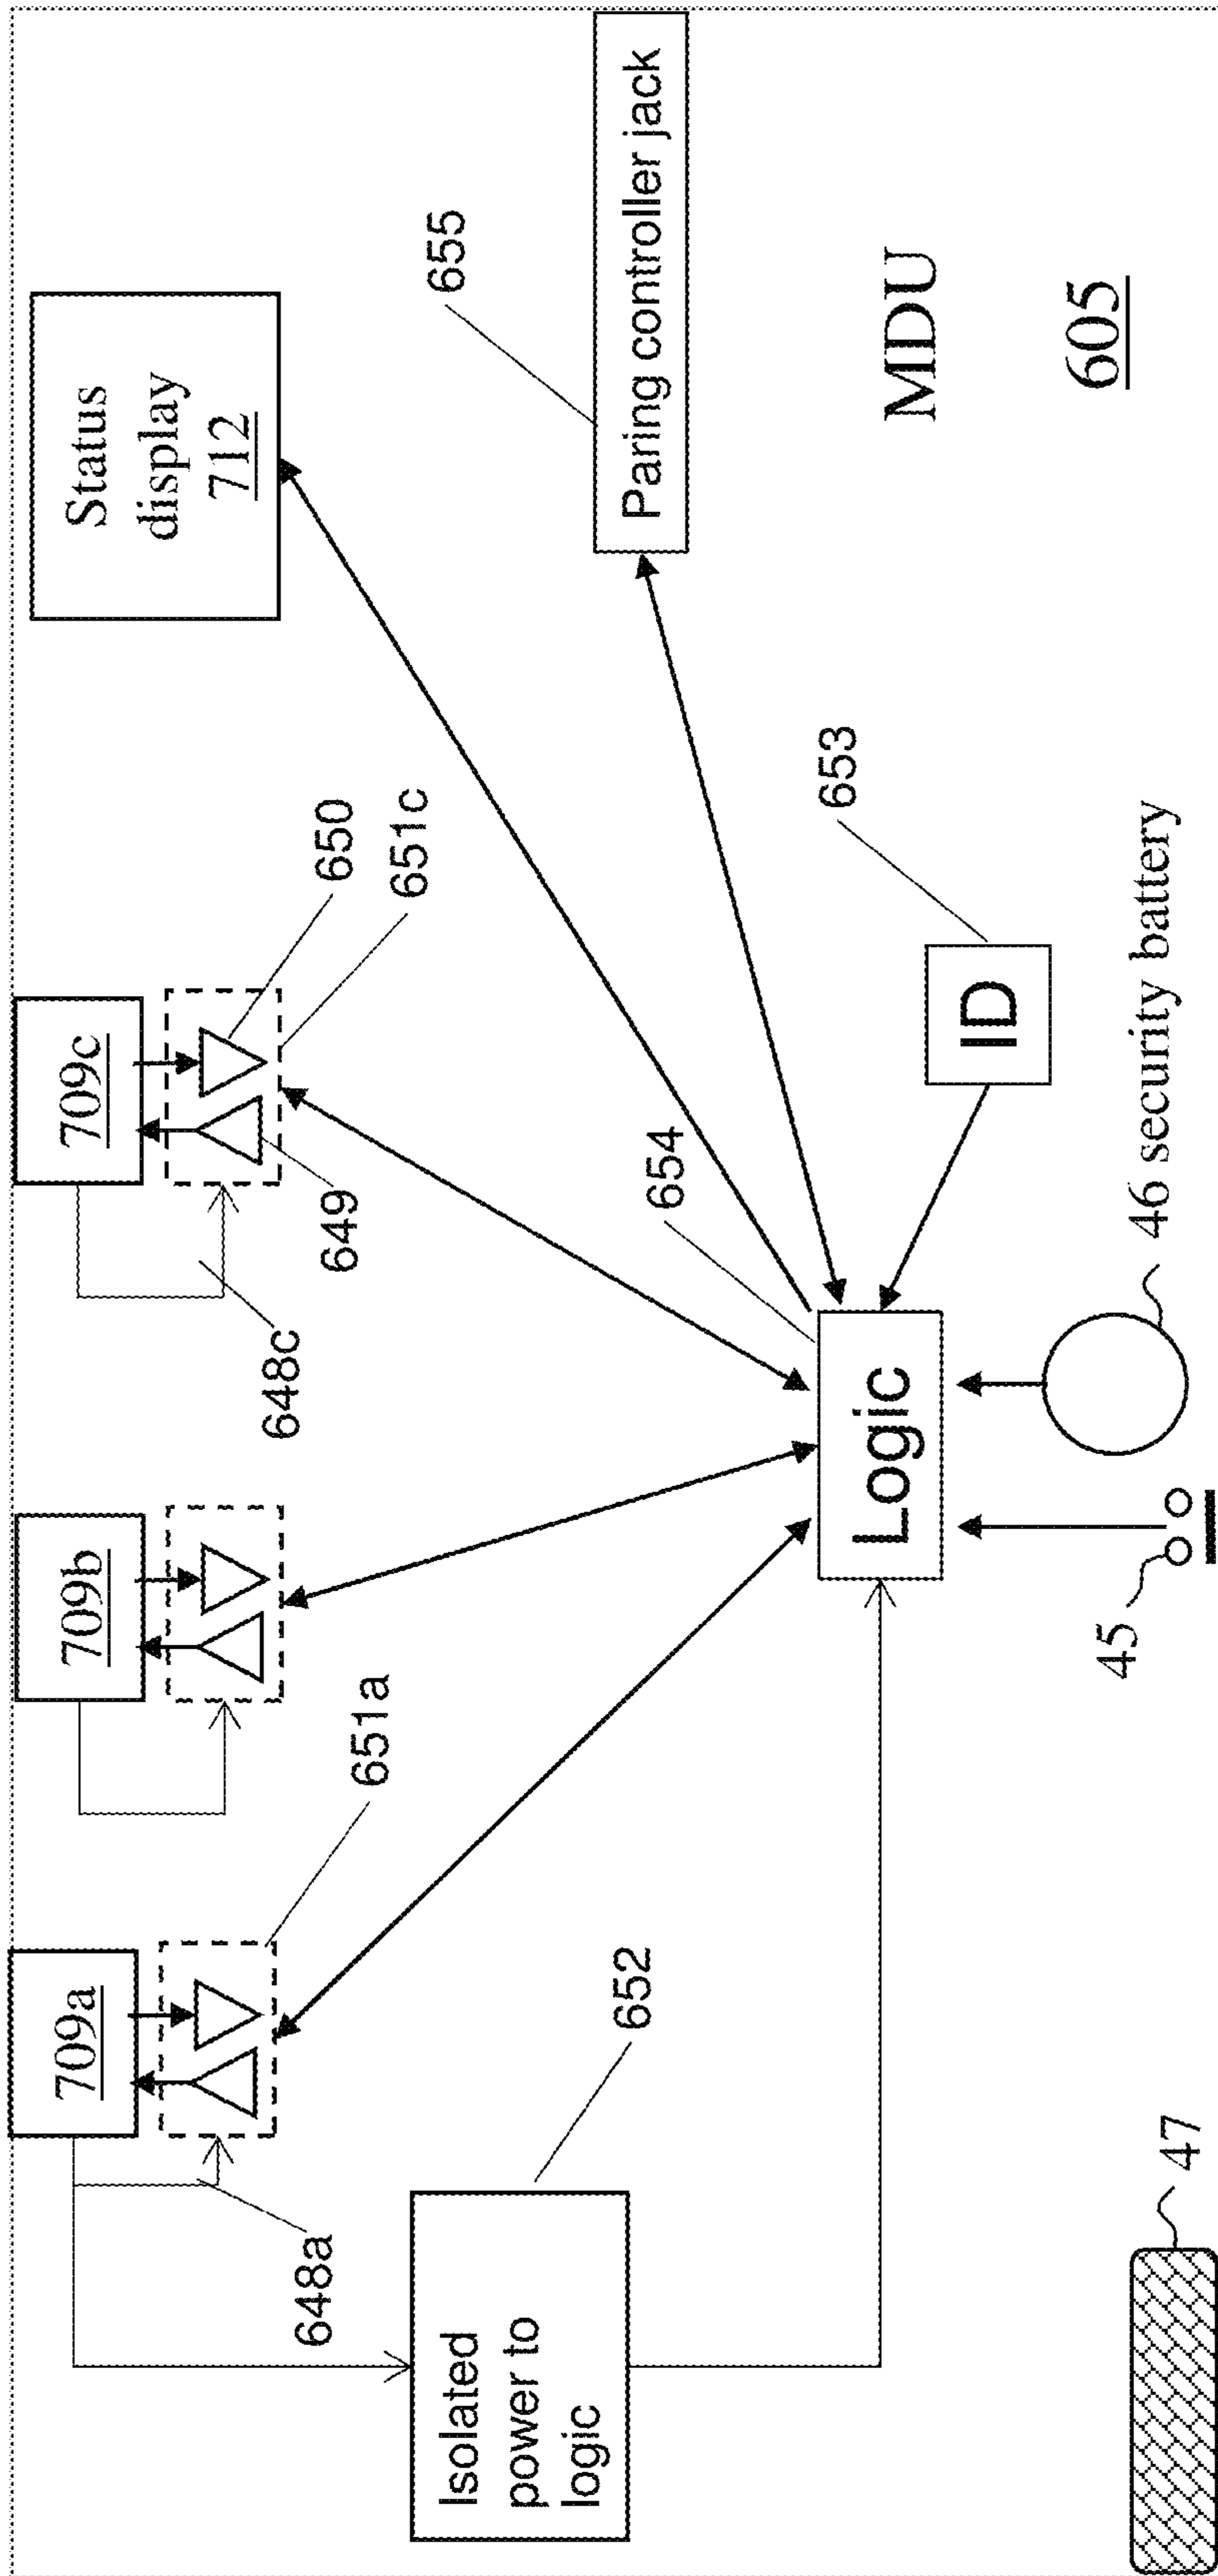 709a
709b
709c
Status
display
712
650
651c
649
648c
651a
648a
655
Paring controller jack
652
Isolated
power to
logic
653
654
Logic
ID
MDU
605
45
46 security battery
47